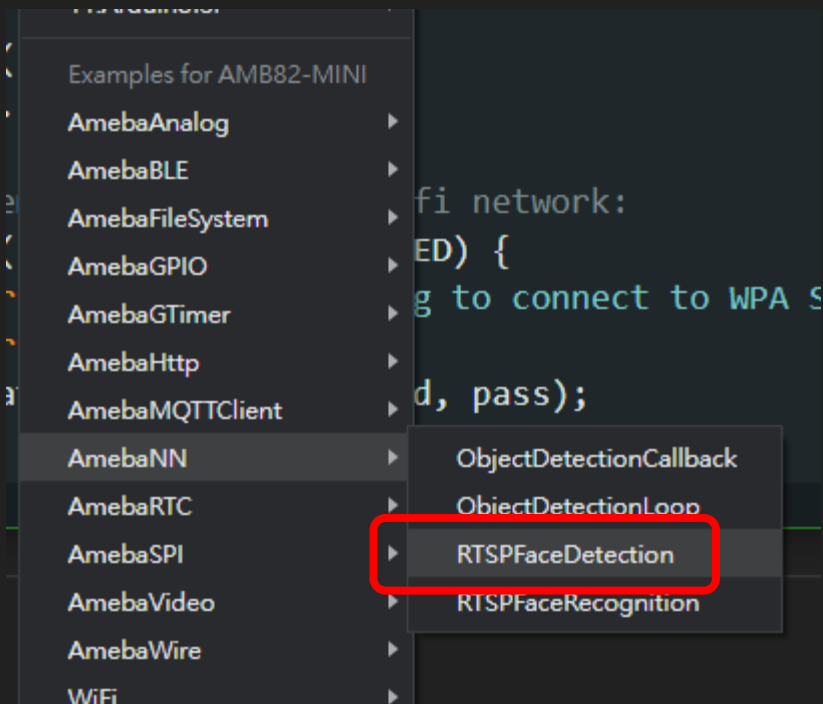 Examples for AMB82-MINI
AmebaAnalog
AmebaBLE
AmebaFileSystem
AmebaGPIO
AmebaGTimer
AmebaHttp
AmebaMQTTClient
AmebaNN
AmebaRTC
AmebaSPI
AmebaVideo
AmebaWire
WiFi
fi network:
ED) {
g to connect to WPA S
d, pass);
ObjectDetectionCallback
ObjectDetectionLoop
RTSPFaceDetection
RTSPFaceRecognition